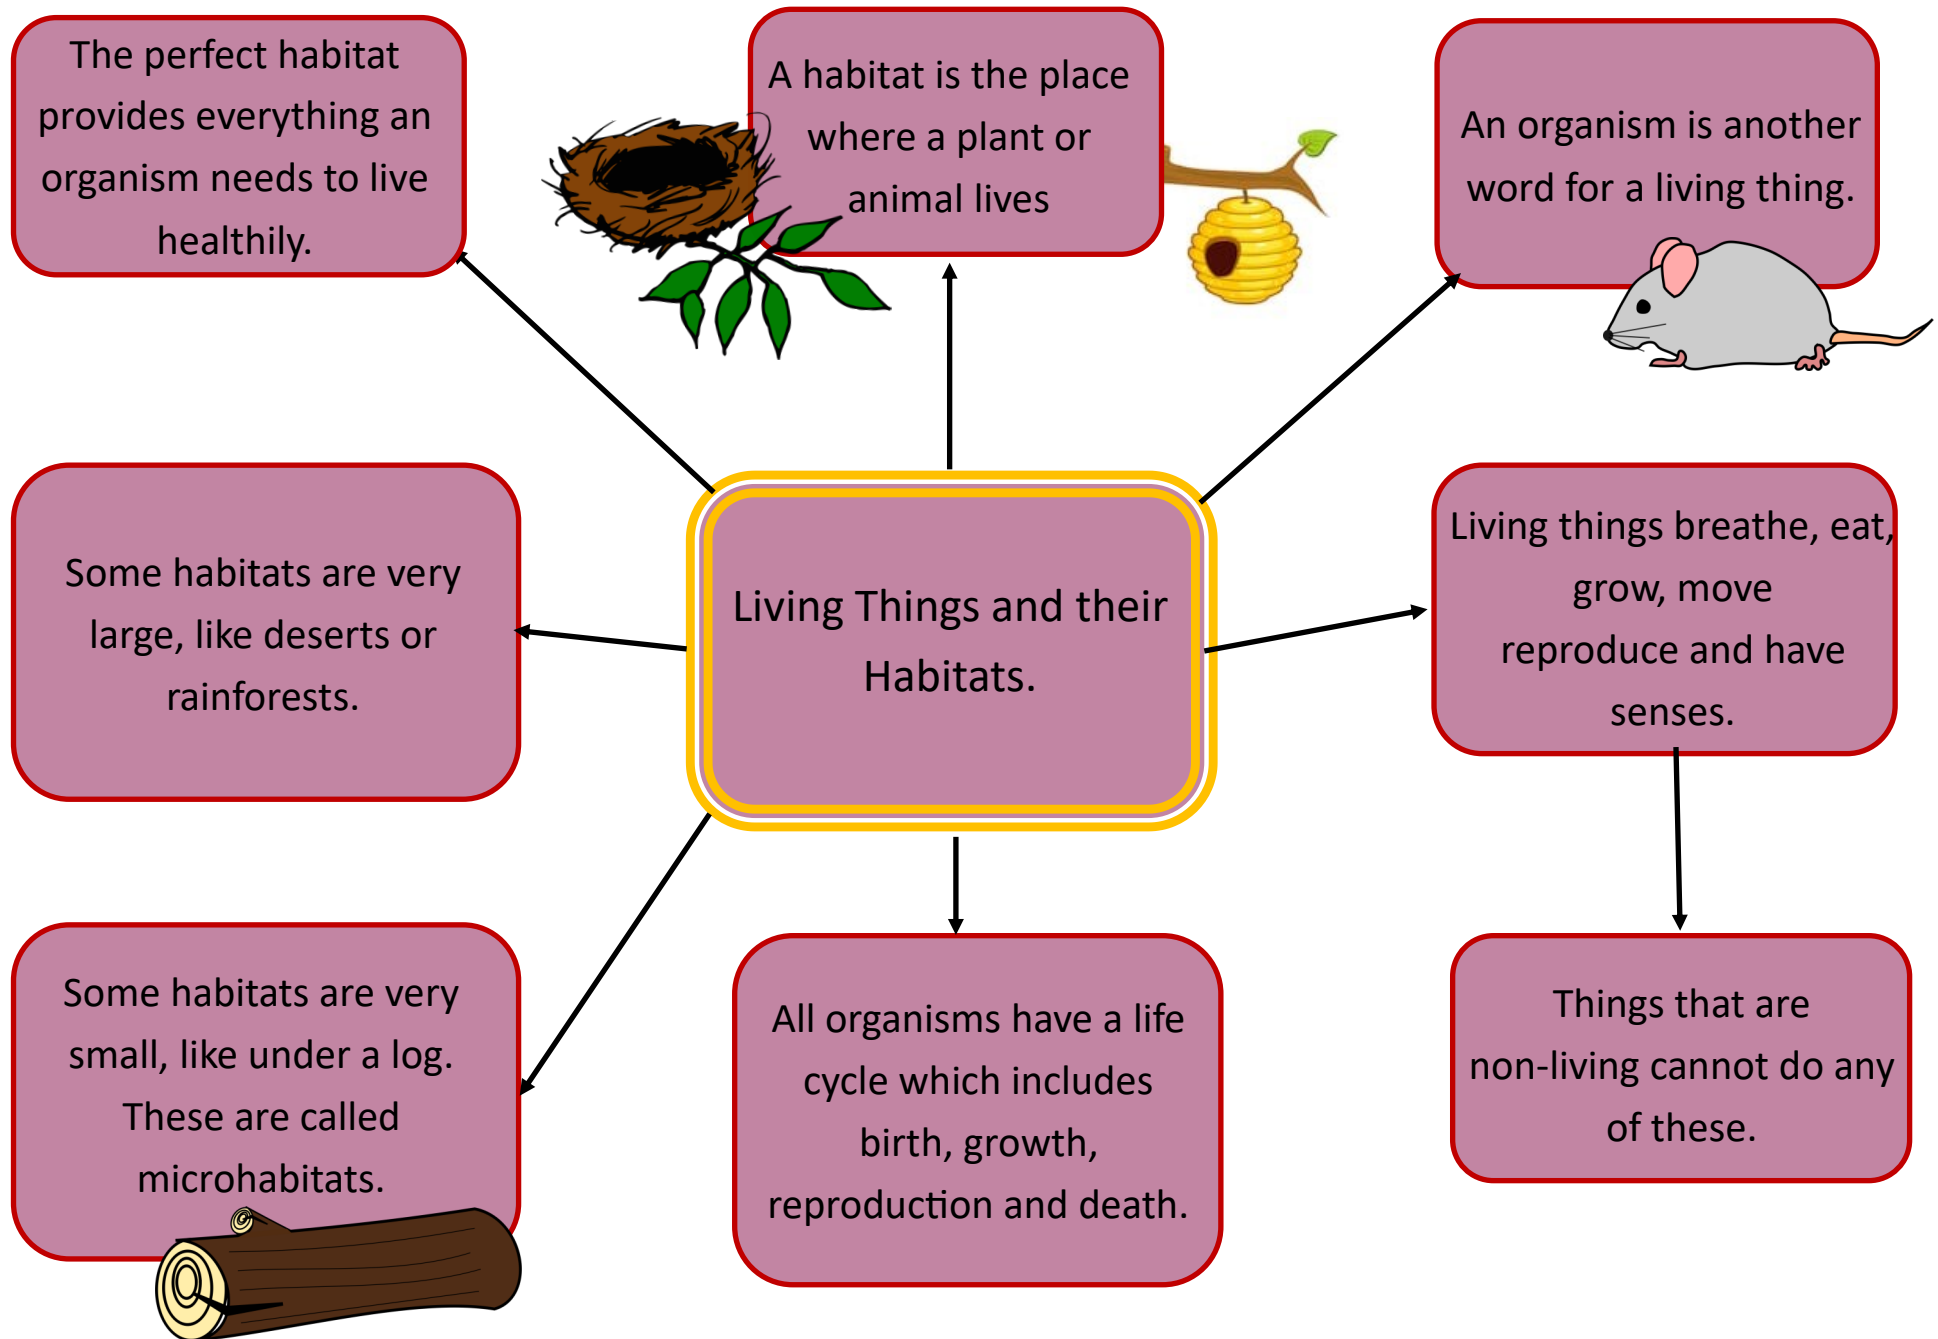 The perfect habitat
provides everything an
organism needs to live
healthily.
A habitat is the place
where a plant or
animal lives
An organism is another
word for a living thing.
Some habitats are very
large, like deserts or
rainforests.
Living Things and their
Habitats.
Living things breathe, eat,
grow, move
reproduce and have
senses.
Some habitats are very
small, like under a log.
These are called
microhabitats.
All organisms have a life
cycle which includes
birth, growth,
reproduction and death.
Things that are
non-living cannot do any
of these.